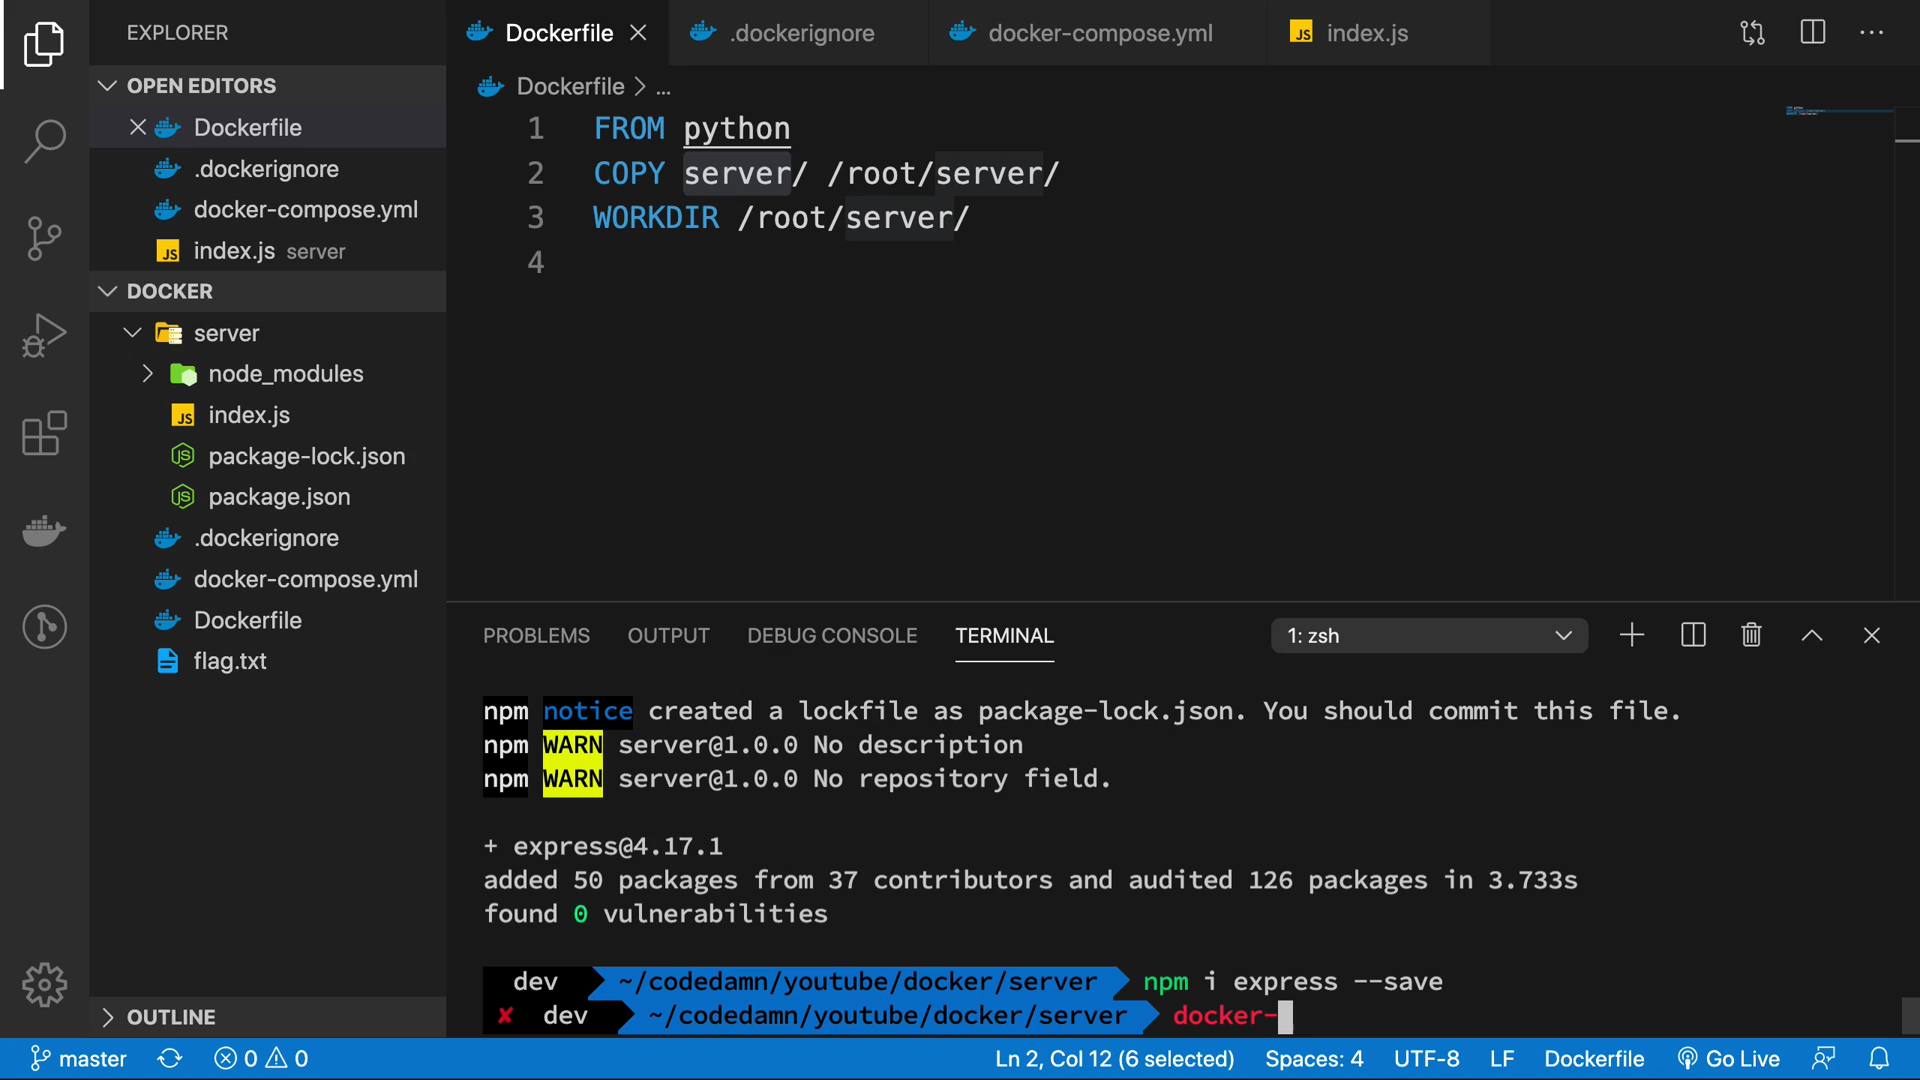 EXPLORER
OPEN EDITORS
Dockerfile
.dockerignore
docker-compose.yml
JS index.js server
DOCKER
server
node_modules
JS index.js
JS package-lock.json
JS package.json
.dockerignore
docker-compose.yml
Dockerfile
flag.txt
OUTLINE
Dockerfile
.dockerignore
docker-compose.yml
JS index.js
Dockerfile > ...
1 FROM python
2 COPY server/ /root/server/
3 WORKDIR /root/server/
4
PROBLEMS OUTPUT DEBUG CONSOLE TERMINAL 1: zsh
npm notice created a lockfile as package-lock.json. You should commit this file.
npm WARN server@1.0.0 No description
npm WARN server@1.0.0 No repository field.
+ express@4.17.1
added 50 packages from 37 contributors and audited 126 packages in 3.733s
found 0 vulnerabilities
dev ~/codedamn/youtube/docker/server npm i express --save
✘ dev ~/codedamn/youtube/docker/server docker-
master 0 0 Ln 2, Col 12 (6 selected) Spaces: 4 UTF-8 LF Dockerfile Go Live